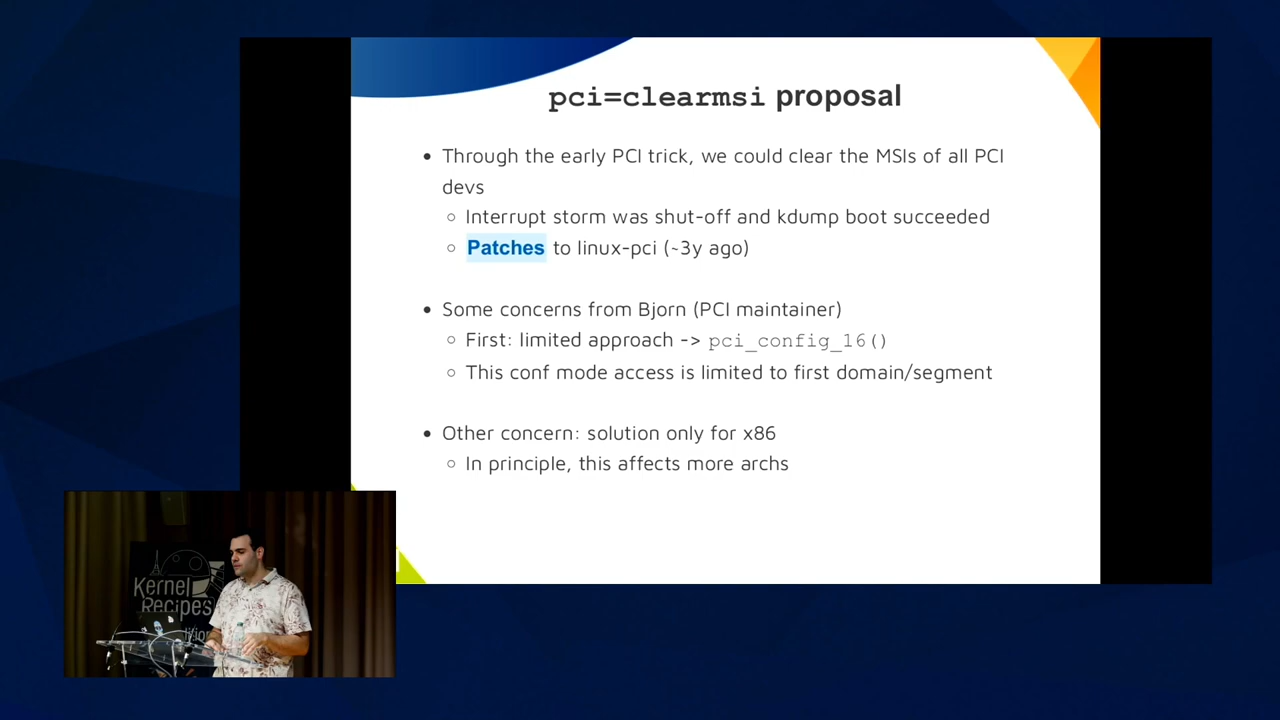 pci=clearmsi proposal
• Through the early PCI trick, we could clear the MSIs of all PCI
devs
○ Interrupt storm was shut-off and kdump boot succeeded
○ Patches to linux-pci (~3y ago)
• Some concerns from Bjorn (PCI maintainer)
○ First: limited approach -> pci_config_16()
○ This conf mode access is limited to first domain/segment
• Other concern: solution only for x86
○ In principle, this affects more archs
Kernel
Recipes